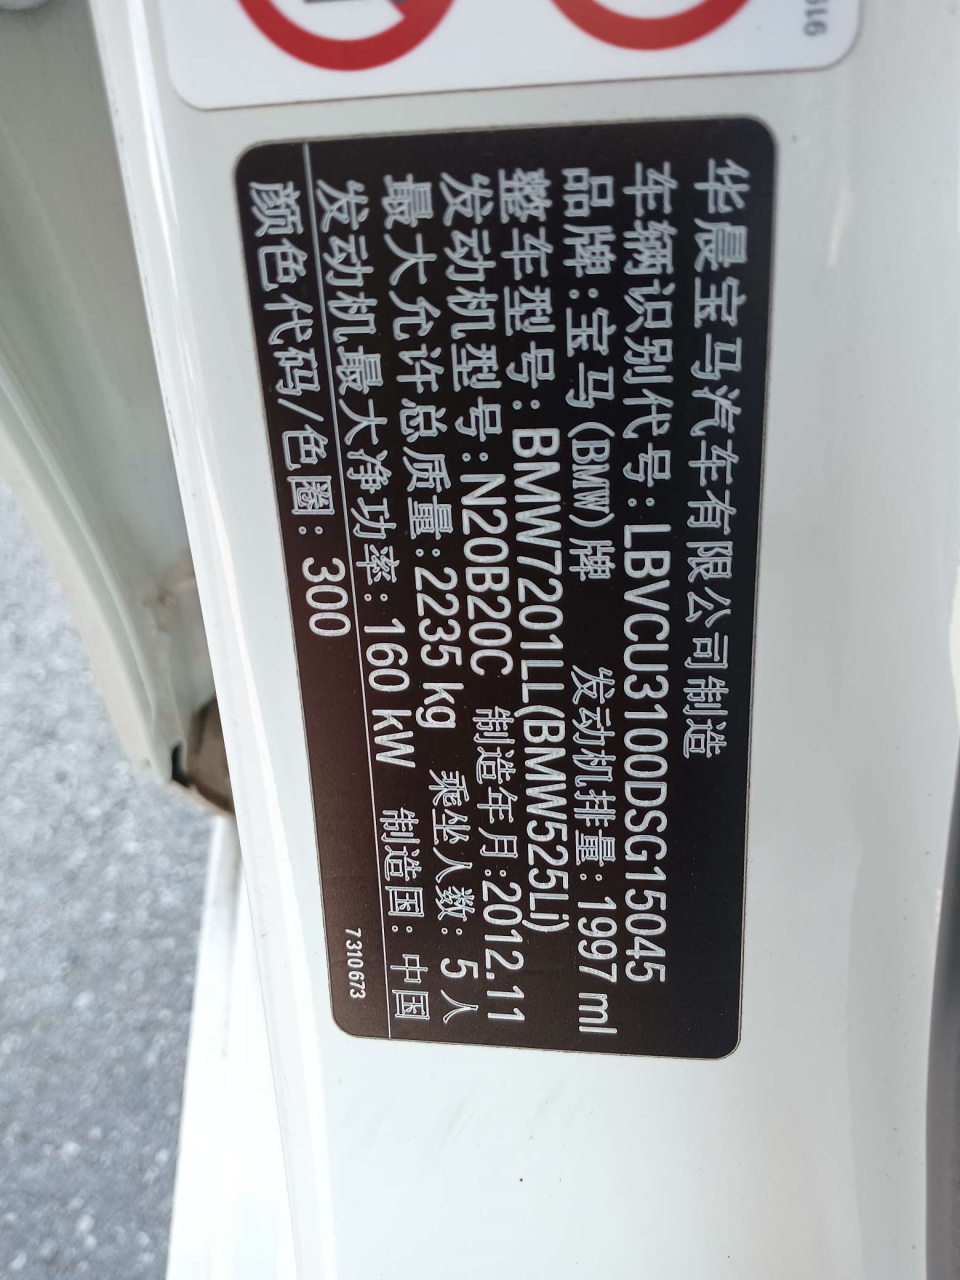 华晨宝马汽车有限公司制造
车辆识别代号:LBVCU3100DSG15045
品牌:宝马(BMW)牌 发动机排量:1997 ml
整车型号:BMW7201LL(BMW525Li)
发动机型号:N20B20C 制造年月:2012.11
最大允许总质量:2235 kg 乘坐人数:5人
发动机最大净功率:160 kW 制造国:中国
颜色代码/色圈:300
7310673